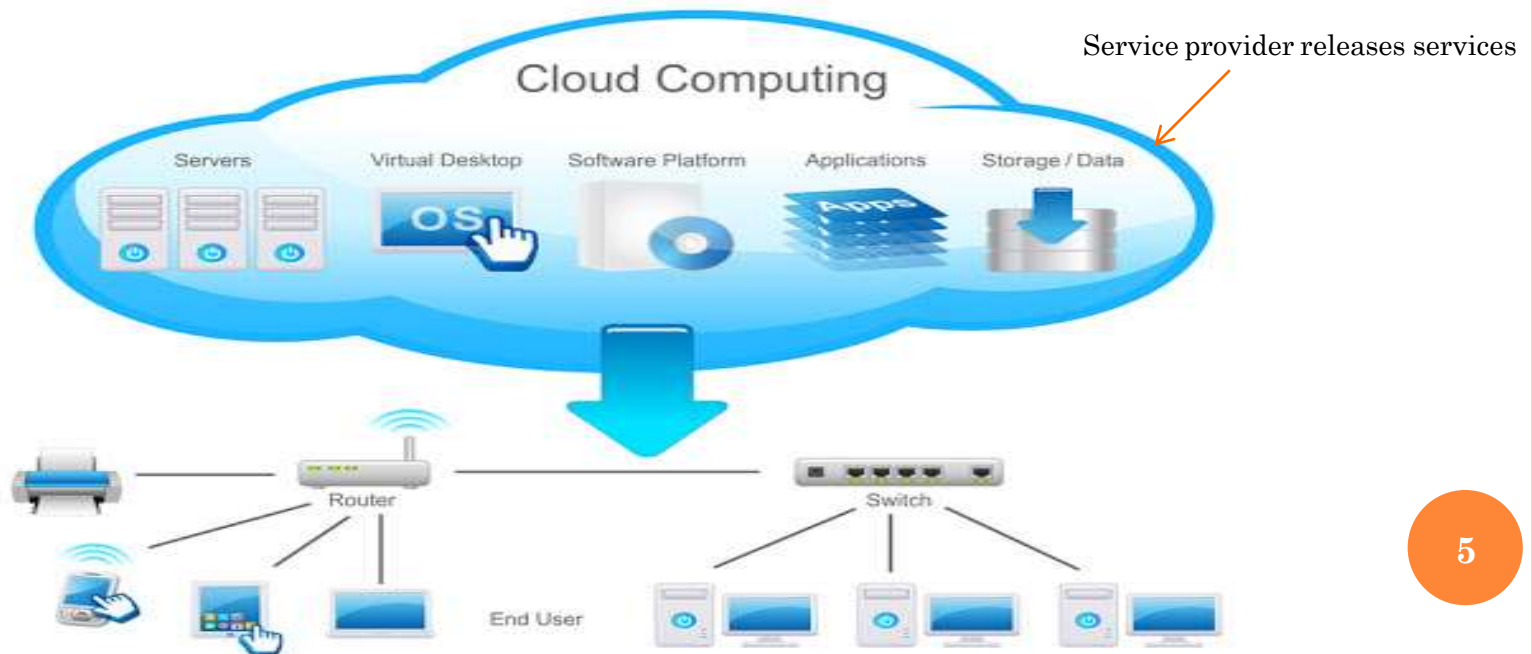 Service provider releases services
Cloud Computing
Servers
Virtual Desktop
Software Platform
Applications
Storage / Data
OS
Apps
Router
Switch
End User
5